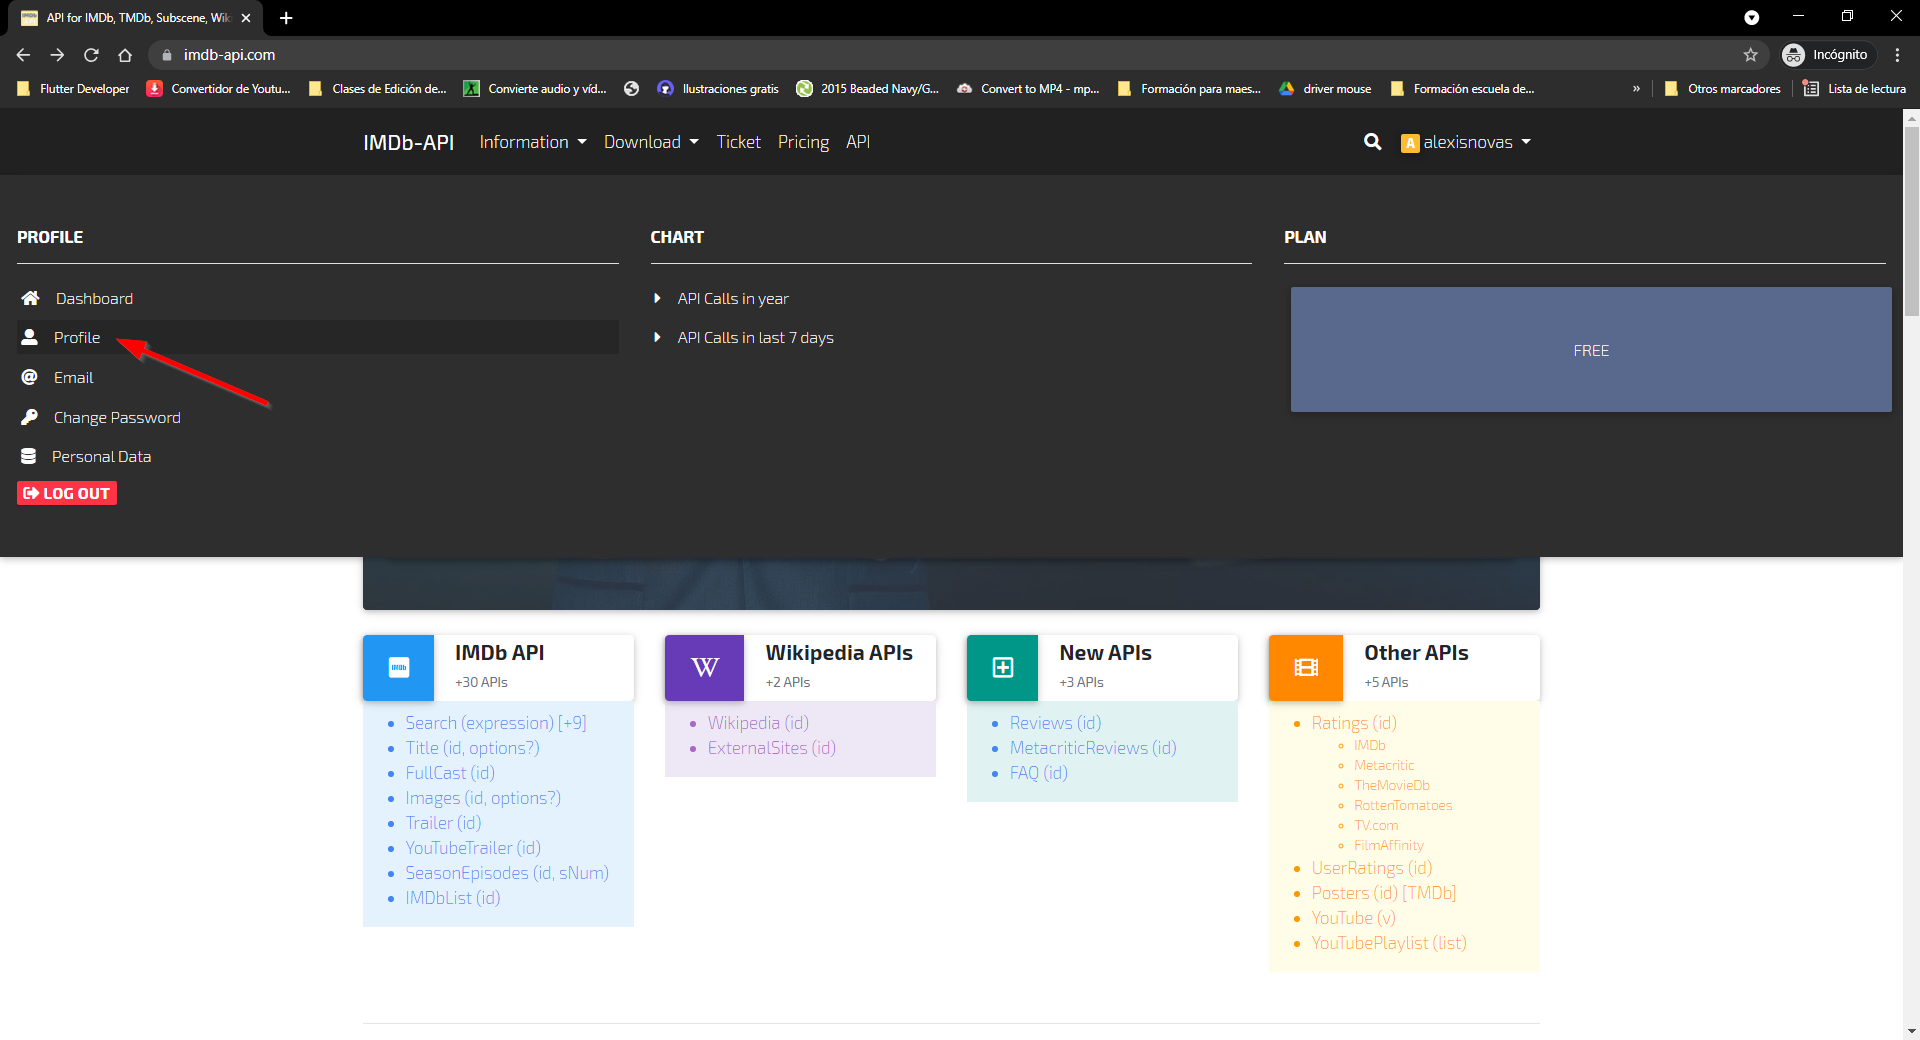 API for IMDb, TMDb, Subscene, Wik
imdb-api.com
Incógnito
Flutter Developer
Convertidor de Youtu...
Clases de Edición de...
Convierte audio y víd...
Ilustraciones gratis
2015 Beaded Navy/G...
Convert to MP4 - mp...
Formación para maes...
driver mouse
Formación escuela de...
»
Otros marcadores
Lista de lectura
IMDb-API
Information
Download
Ticket
Pricing
API
A alexisnovas
PROFILE
Dashboard
Profile
Email
Change Password
Personal Data
LOG OUT
CHART
API Calls in year
API Calls in last 7 days
PLAN
FREE
IMDb
IMDb API
+30 APIs
Search (expression) [+9]
Title (id, options?)
FullCast (id)
Images (id, options?)
Trailer (id)
YouTubeTrailer (id)
SeasonEpisodes (id, sNum)
IMDbList (id)
W
Wikipedia APIs
+2 APIs
Wikipedia (id)
ExternalSites (id)
New APIs
+3 APIs
Reviews (id)
MetacriticReviews (id)
FAQ (id)
Other APIs
+5 APIs
Ratings (id)
IMDb
Metacritic
TheMovieDb
RottenTomatoes
TV.com
FilmAffinity
UserRatings (id)
Posters (id) [TMDb]
YouTube (v)
YouTubePlaylist (list)